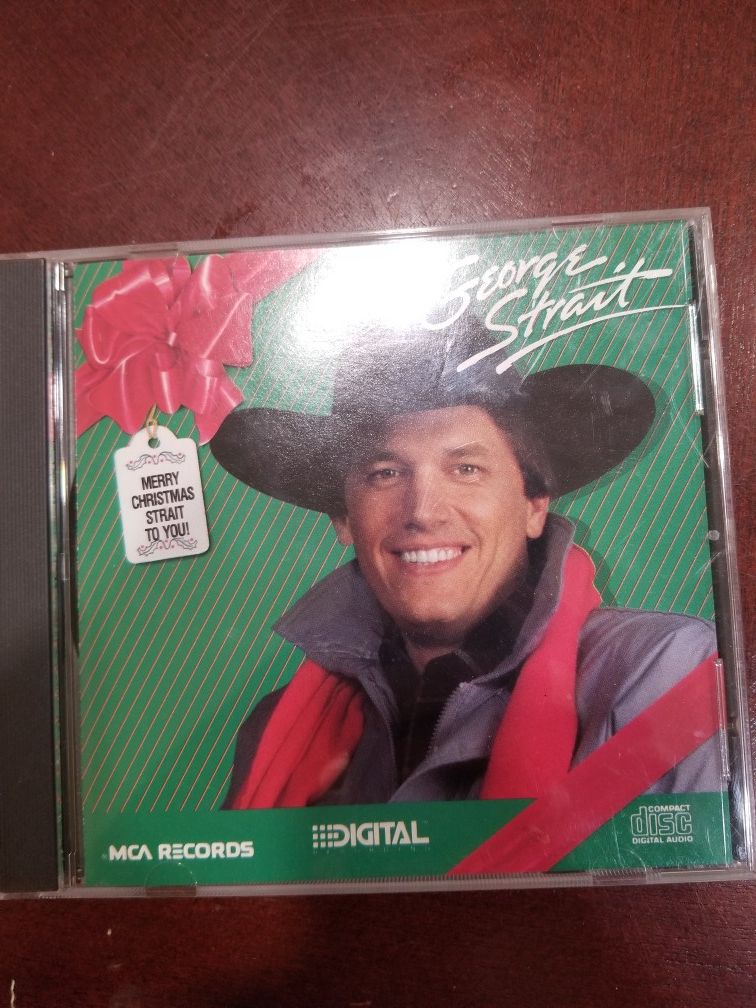 George
Strait
MERRY
CHRISTMAS
STRAIT
TO YOU!
MCA RECORDS
DIGITAL
COMPACT
disc
DIGITAL AUDIO